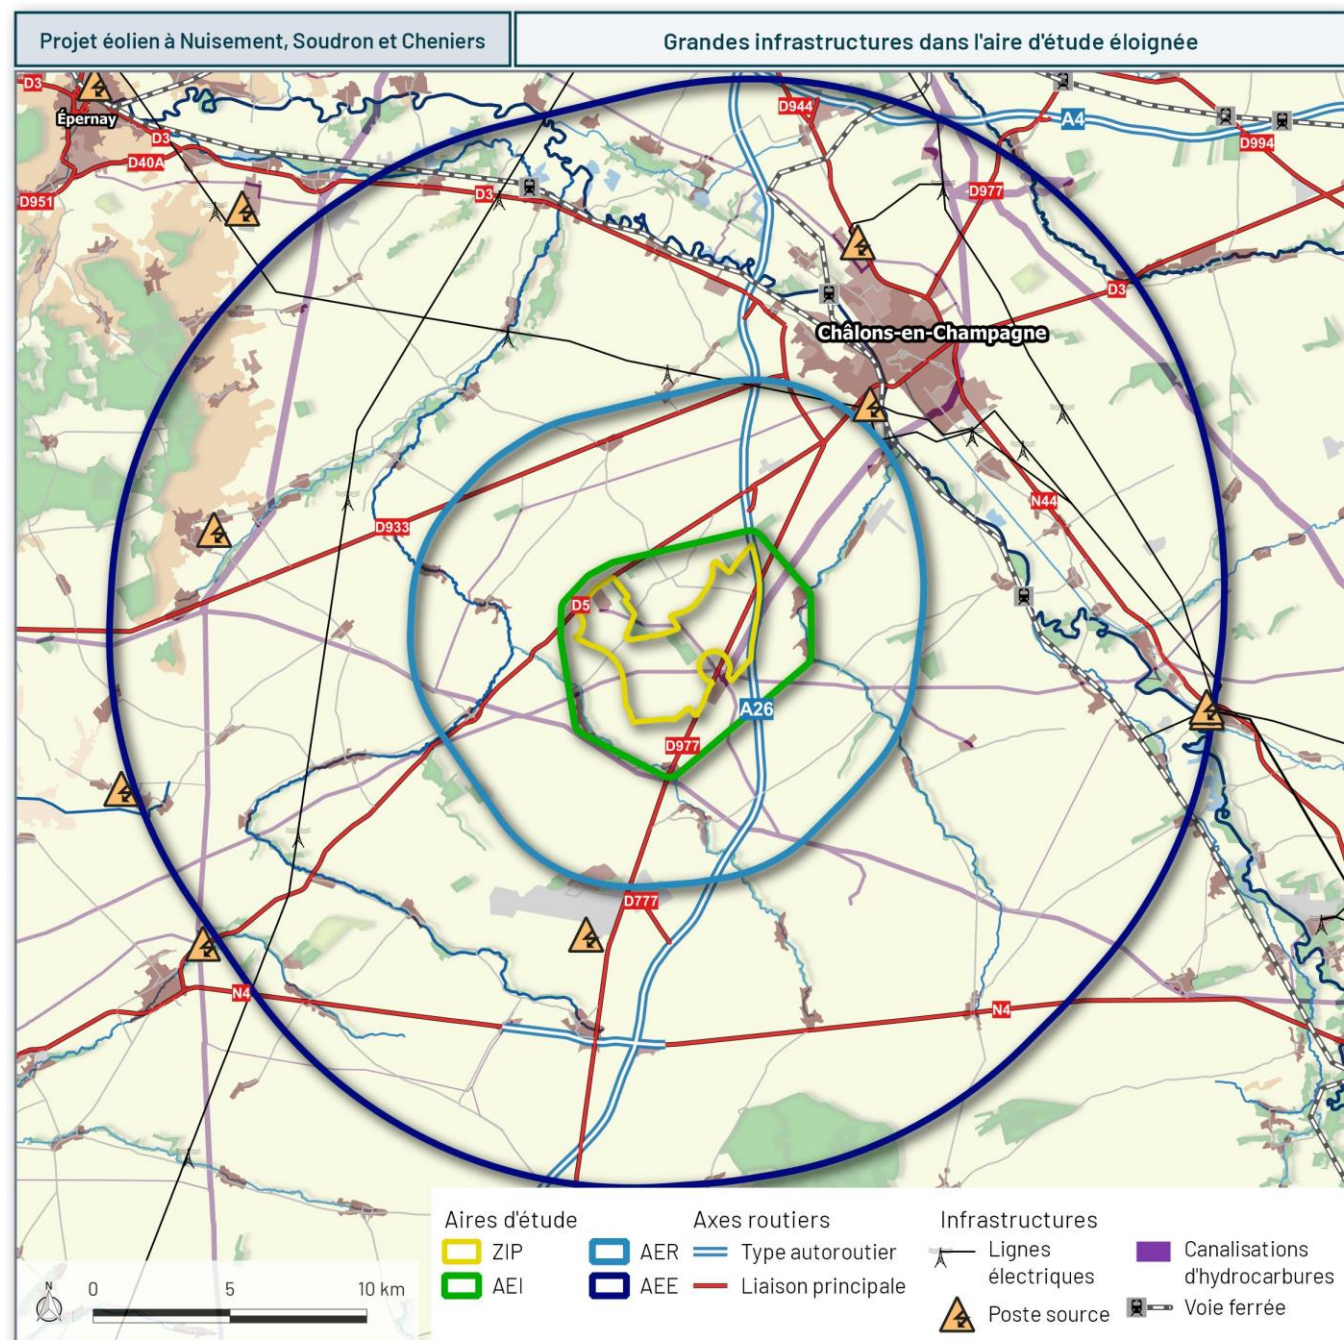 Projet éolien à Nuisement, Soudron et Cheniers
Grandes infrastructures dans l'aire d'étude éloignée
D3
Épernay
D3
D40A
D951
D3
D944
A4
D994
D977
D3
Châlons-en-Champagne
D933
N44
D5
A26
D977
D777
N4
N4
Aires d'étude
ZIP
AEI
AER
AEE
Axes routiers
Type autoroutier
Liaison principale
Infrastructures
Lignes
électriques
Poste source
Canalisations
d'hydrocarbures
Voie ferrée
N
0 5 10 km